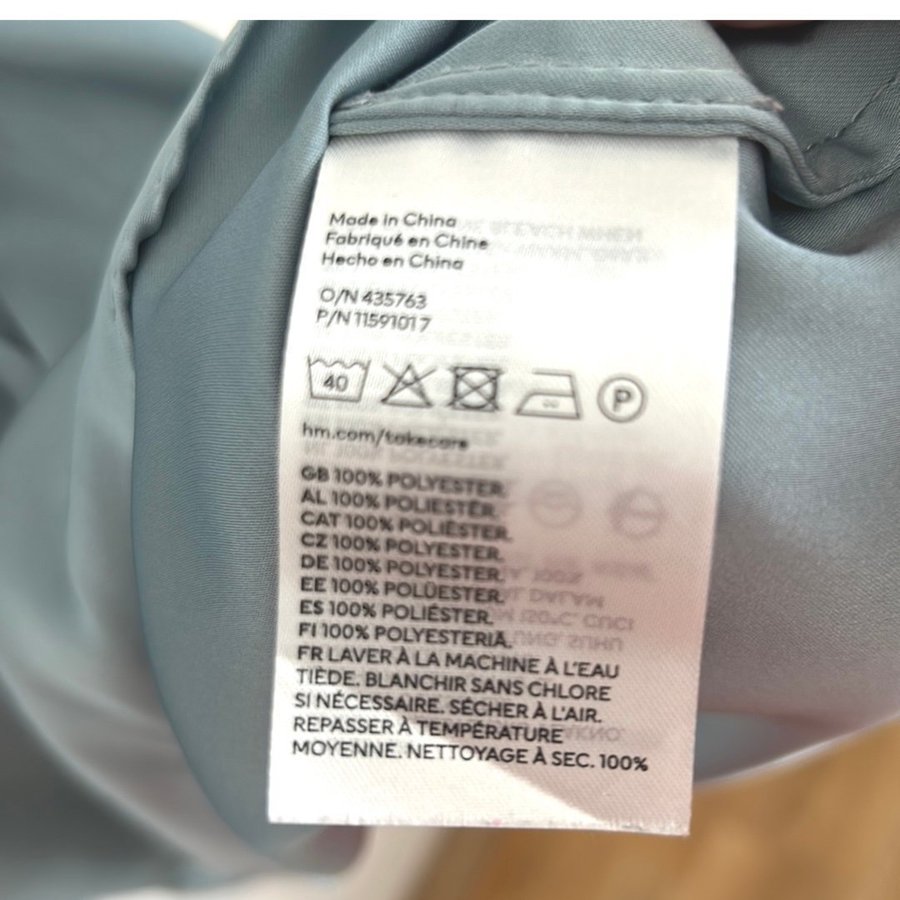 Made in China
Fabriqué en Chine
Hecho en China
O/N 435763
P/N 11591017
40
P
hm.com/takecare
GB 100% POLYESTER.
AL 100% POLIESTËR.
CAT 100% POLIÈSTER.
CZ 100% POLYESTER.
DE 100% POLYESTER.
EE 100% POLÜESTER.
ES 100% POLIÉSTER.
FI 100% POLYESTERIA.
FR LAVER À LA MACHINE À L'EAU
TIÈDE. BLANCHIR SANS CHLORE
SI NÉCESSAIRE. SÉCHER À L'AIR.
REPASSER À TEMPÉRATURE
MOYENNE. NETTOYAGE À SEC. 100%